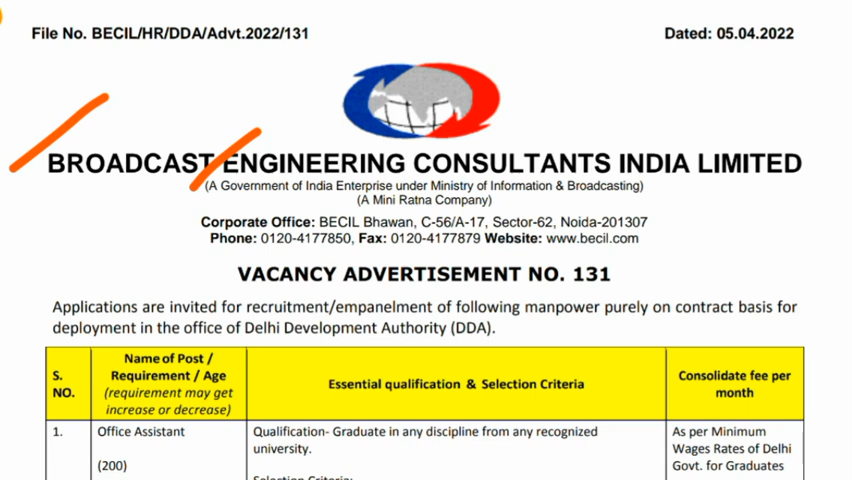 File No. BECIL/HR/DDA/Advt.2022/131 Dated: 05.04.2022
BROADCAST ENGINEERING CONSULTANTS INDIA LIMITED
(A Government of India Enterprise under Ministry of Information & Broadcasting)
(A Mini Ratna Company)
Corporate Office: BECIL Bhawan, C-56/A-17, Sector-62, Noida-201307
Phone: 0120-4177850, Fax: 0120-4177879 Website: www.becil.com
VACANCY ADVERTISEMENT NO. 131
Applications are invited for recruitment/empanelment of following manpower purely on contract basis for
deployment in the office of Delhi Development Authority (DDA).
S.
NO.
Name of Post /
Requirement / Age
(requirement may get
increase or decrease)
Essential qualification & Selection Criteria
Consolidate fee per
month
1.
Office Assistant
(200)
Qualification- Graduate in any discipline from any recognized
university.
Selection Criteria:
As per Minimum
Wages Rates of Delhi
Govt. for Graduates